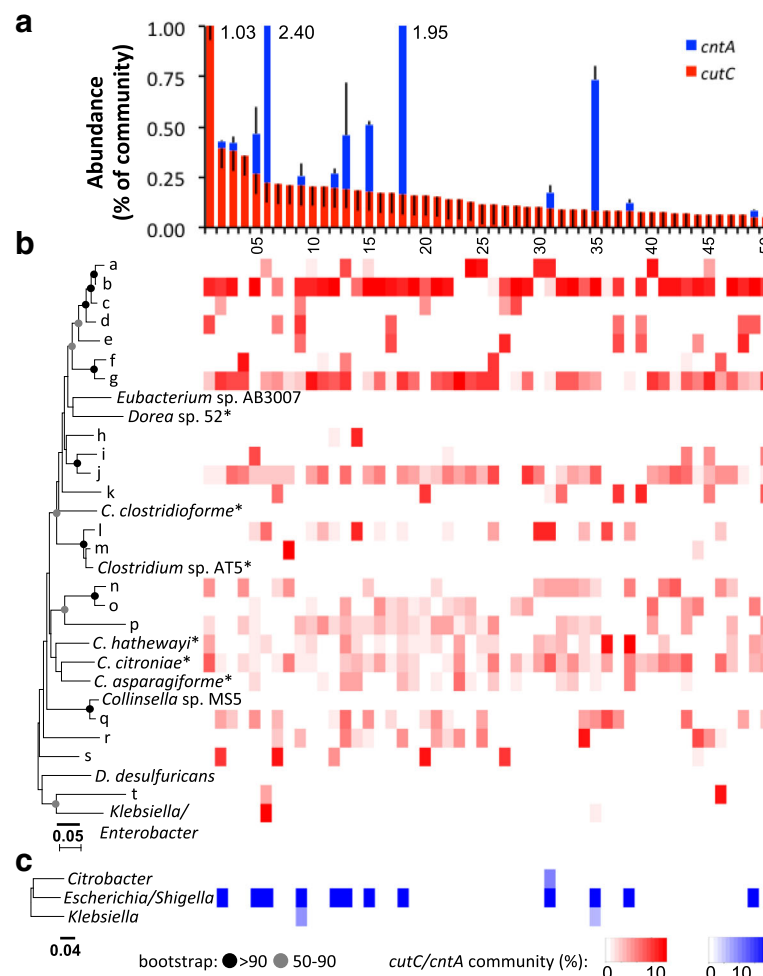 a
1.03
2.40
1.95
cntA
cutC
Abundance
(% of community)
1.00
0.75
0.50
0.25
0.00
05
10
15
20
25
30
35
40
45
b
a
b
c
d
e
f
g
Eubacterium sp. AB3007
Dorea sp. 52*
h
i
j
k
C. clostridioforme*
l
m
Clostridium sp. AT5*
n
o
p
C. hathewayi*
C. citroniae*
C. asparagiforme*
Collinsella sp. MS5
q
r
s
D. desulfuricans
t
Klebsiella/
Enterobacter
0.05
c
Citrobacter
Escherichia/Shigella
Klebsiella
0.04
bootstrap: >90 50-90
cutC/cntA community (%):
0 10
0 10